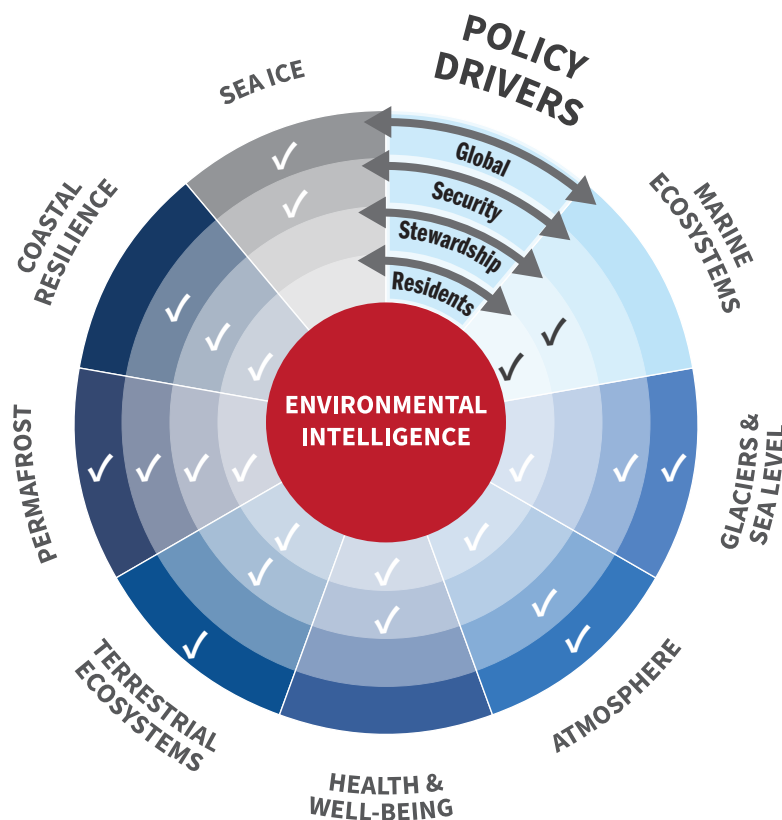 POLICY
DRIVERS
SEA ICE
Global
Security
Stewardship
Residents
MARINE
ECOSYSTEMS
COASTAL
RESILIENCE
ENVIRONMENTAL
INTELLIGENCE
PERMAFROST
GLACIERS &
SEA LEVEL
TERRESTRIAL
ECOSYSTEMS
ATMOSPHERE
HEALTH &
WELL-BEING